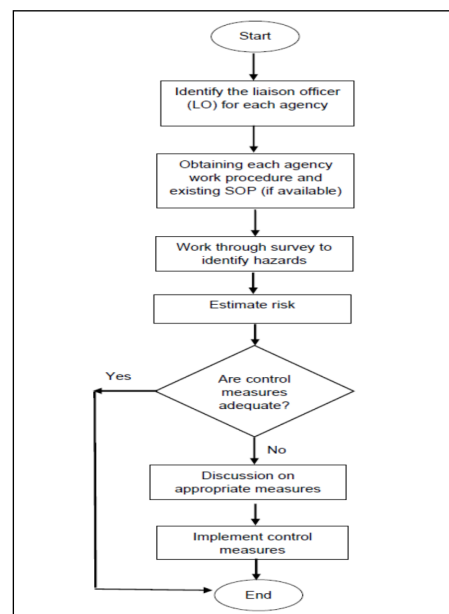 Start
Identify the liaison officer
(LO) for each agency
Obtaining each agency
work procedure and
existing SOP (if available)
Work through survey to
identify hazards
Estimate risk
Yes
Are control
measures
adequate?
No
Discussion on
appropriate measures
Implement control
measures
End